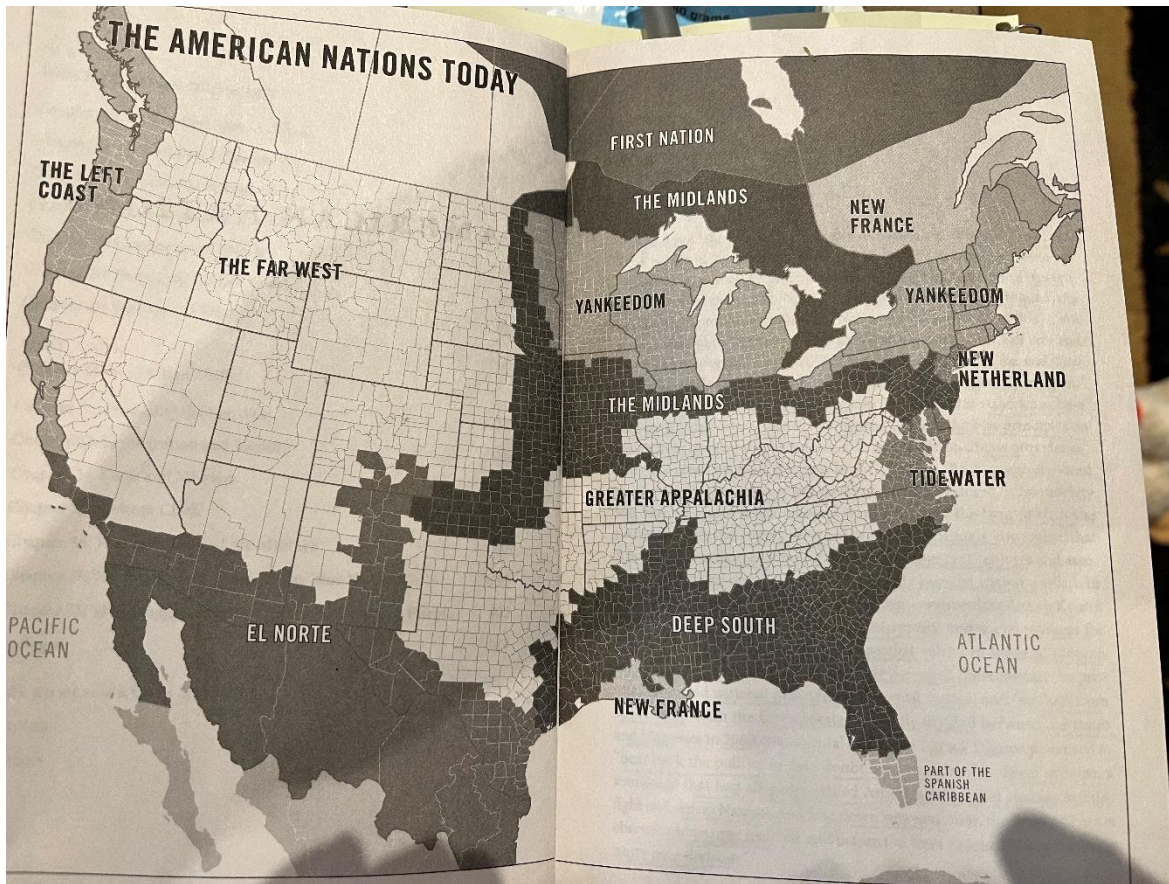 THE AMERICAN NATIONS TODAY
FIRST NATION
THE LEFT
COAST
THE MIDLANDS
NEW
FRANCE
THE FAR WEST
YANKEEDOM
YANKEEDOM
NEW
NETHERLAND
THE MIDLANDS
TIDEWATER
GREATER APPALACHIA
PACIFIC
OCEAN
EL NORTE
DEEP SOUTH
ATLANTIC
OCEAN
NEW FRANCE
PART OF THE
SPANISH
CARIBBEAN